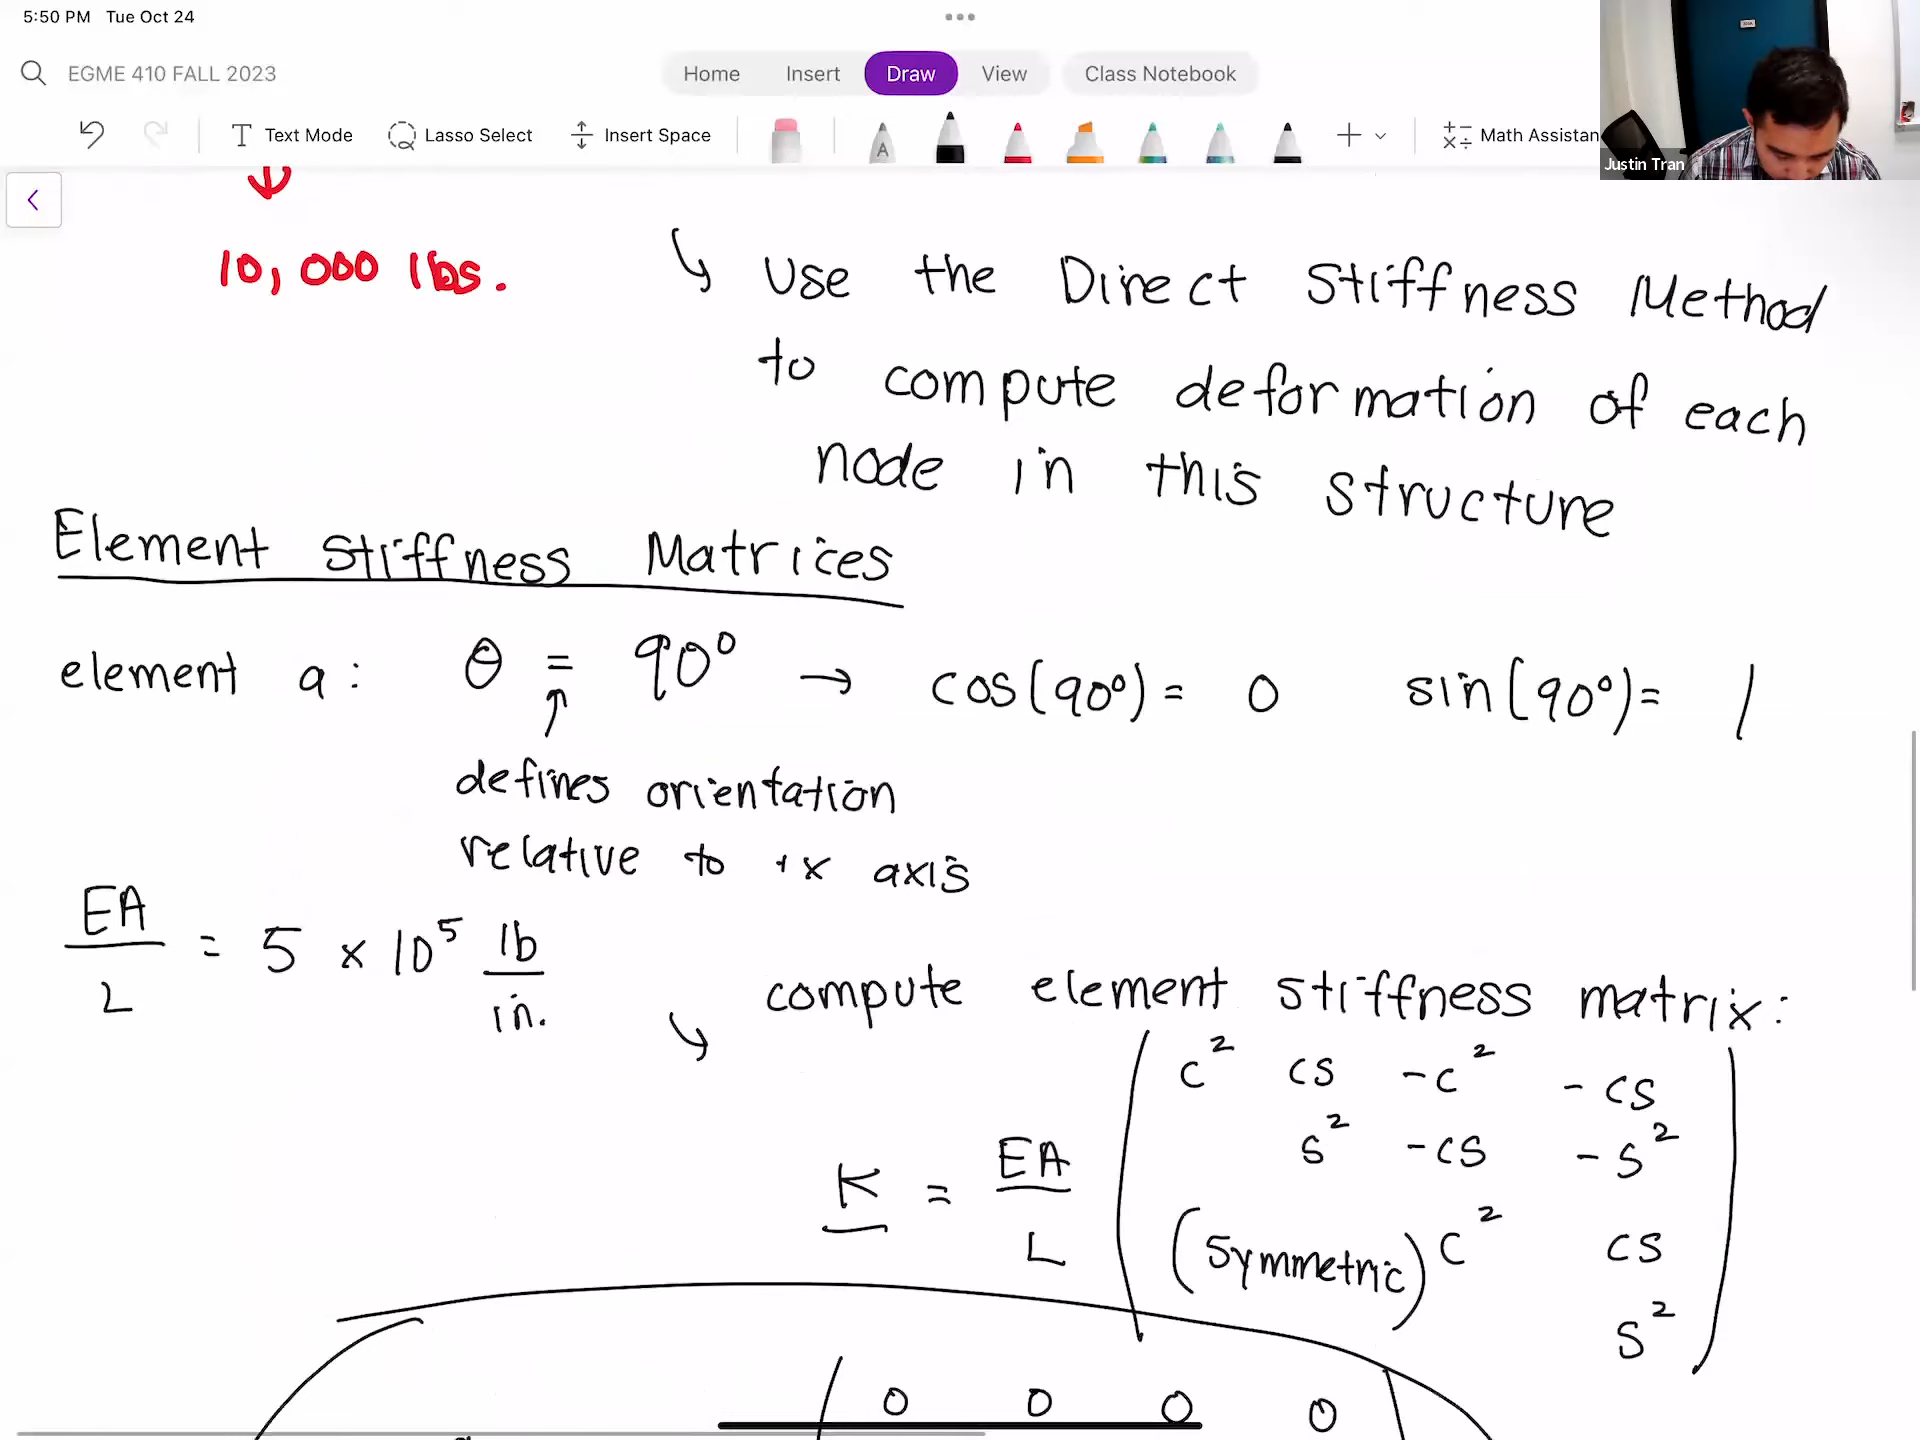 5:50 PM Tue Oct 24
EGME 410 FALL 2023
Home Insert Draw View Class Notebook
Text Mode Lasso Select Insert Space A Math Assistan
Justin Tran
10,000 lbs.
Use the Direct Stiffness Method
to compute deformation of each
node in this structure
Element Stiffness Matrices
element a: θ = 90° → cos(90°) = 0 sin(90°) = 1
↑
defines orientation
relative to +x axis
EA/L = 5 × 10⁵ lb/in.
compute element stiffness matrix:
c² cs -c² -cs
s² -cs -s²
K = EA/L
(symmetric) c² cs
s²
0 0 0 0